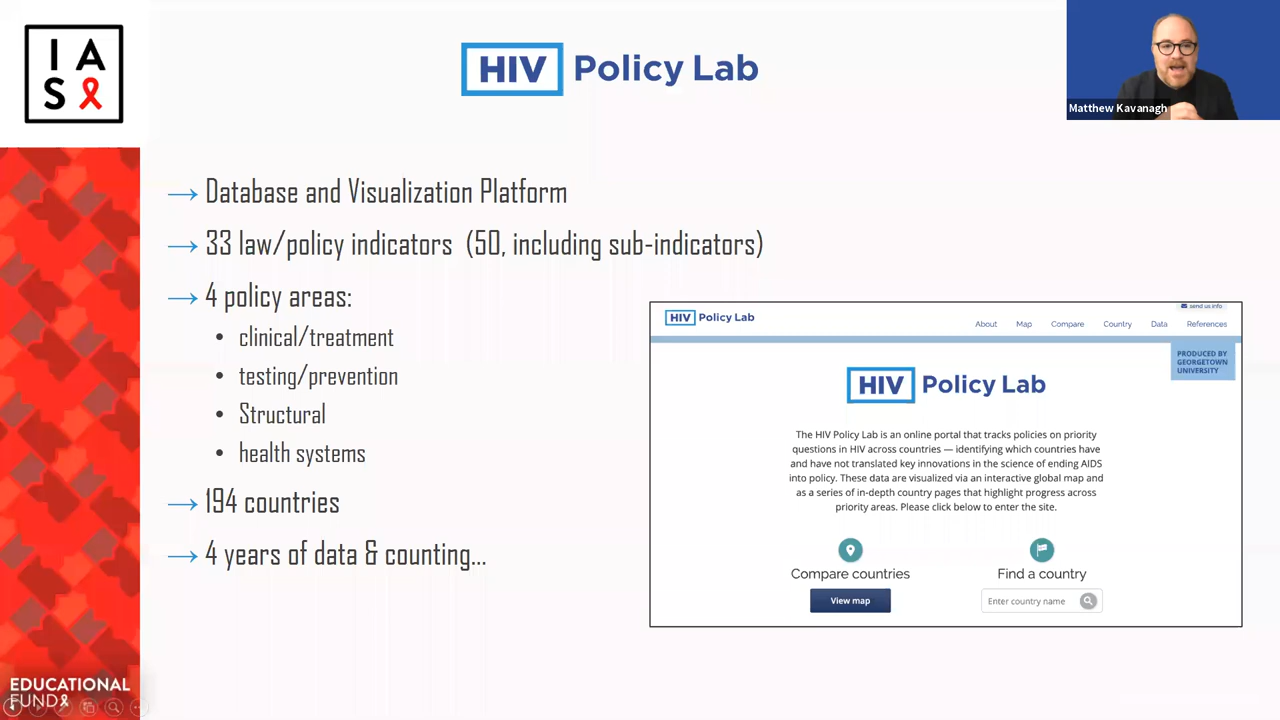 IAS
HIV Policy Lab
Matthew Kavanagh
→ Database and Visualization Platform
→ 33 law/policy indicators (50, including sub-indicators)
→ 4 policy areas:
• clinical/treatment
• testing/prevention
• Structural
• health systems
→ 194 countries
→ 4 years of data & counting...
send us info
HIV Policy Lab
About Map Compare Country Data References
PRODUCED BY
GEORGETOWN
UNIVERSITY
HIV Policy Lab
The HIV Policy Lab is an online portal that tracks policies on priority
questions in HIV across countries — identifying which countries have
and have not translated key innovations in the science of ending AIDS
into policy. These data are visualized via an interactive global map and
as a series of in-depth country pages that highlight progress across
priority areas. Please click below to enter the site.
Compare countries
View map
Find a country
Enter country name
EDUCATIONAL
FUND